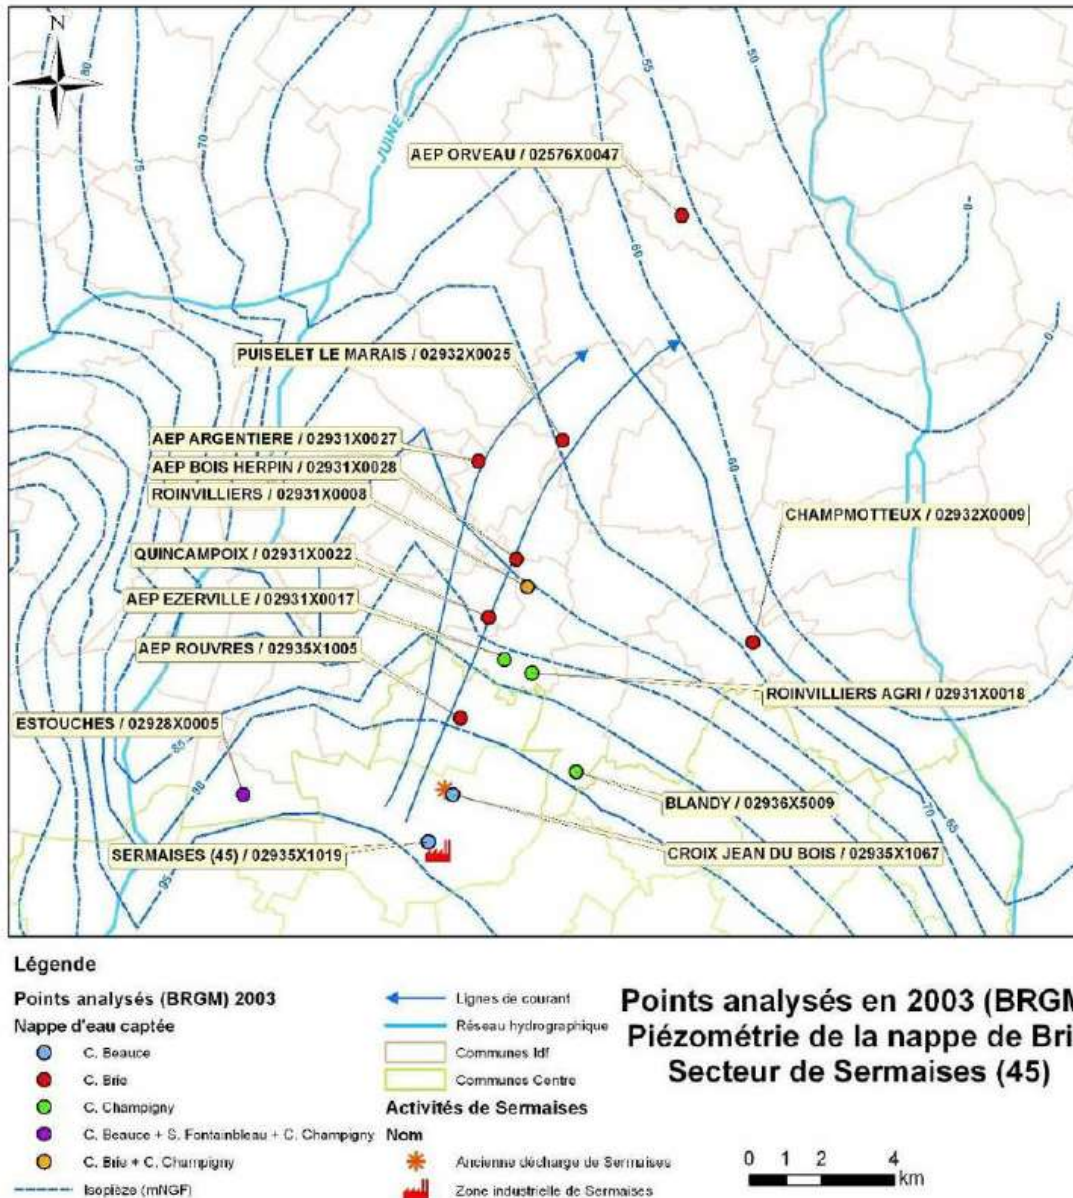 N
80
70
75
JUINE
55
50
60
0
0
AEP ORVEAU / 02576X0047
PUISELET LE MARAIS / 02932X0025
AEP ARGENTIERE / 02931X0027
AEP BOIS HERPIN / 02931X0028
ROINVILLIERS / 02931X0008
60
CHAMPMOTTEUX / 02932X0009
QUINCAMPOIX / 02931X0022
AEP EZERVILLE / 02931X0017
AEP ROUVRES / 02935X1005
ROINVILLIERS AGRI / 02931X0018
ESTOUCHES / 02928X0005
85
90
BLANDY / 02936X5009
70
65
SERMAISES (45) / 02935X1019
CROIX JEAN DU BOIS / 02935X1067
95
Légende
Points analysés (BRGM) 2003
Nappe d'eau captée
C. Beauce
C. Brie
C. Champigny
C. Beauce + S. Fontainbleau + C. Champigny
C. Brie + C. Champigny
Isopièze (mNGF)
Lignes de courant
Réseau hydrographique
Communes Idf
Communes Centre
Activités de Sermaises
Nom
Ancienne décharge de Sermaises
Zone industrielle de Sermaises
Points analysés en 2003 (BRGM
Piézométrie de la nappe de Bri
Secteur de Sermaises (45)
0 1 2 4
km